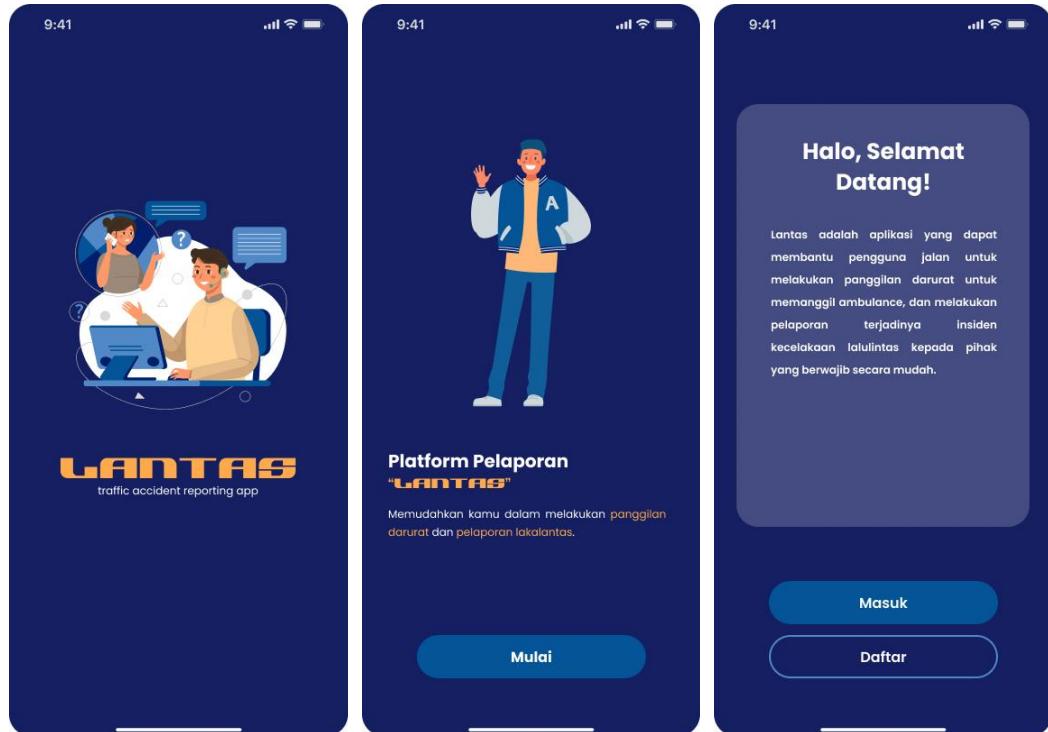 9:41
LANTAS
traffic accident reporting app
9:41
A
Platform Pelaporan
“LANTAS”
Memudahkan kamu dalam melakukan panggilan
darurat dan pelaporan lakalantas.
Mulai
9:41
Halo, Selamat
Datang!
Lantas adalah aplikasi yang dapat
membantu pengguna jalan untuk
melakukan panggilan darurat untuk
memanggil ambulance, dan melakukan
pelaporan terjadinya insiden
kecelakaan lalulintas kepada pihak
yang berwajib secara mudah.
Masuk
Daftar